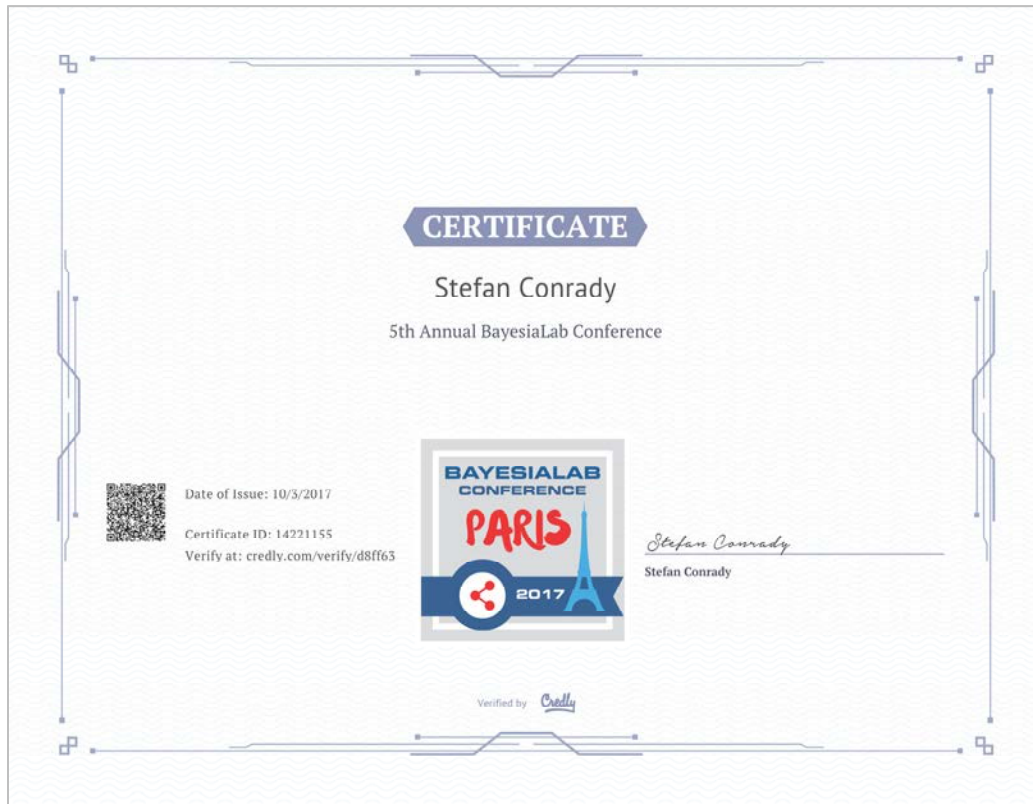 CERTIFICATE
Stefan Conrady
5th Annual BayesiaLab Conference
BAYESIALAB
CONFERENCE
PARIS
2017
Date of Issue: 10/3/2017
Certificate ID: 14221155
Verify at: credly.com/verify/d8ff63
Stefan Conrady
Stefan Conrady
Verified by Credly